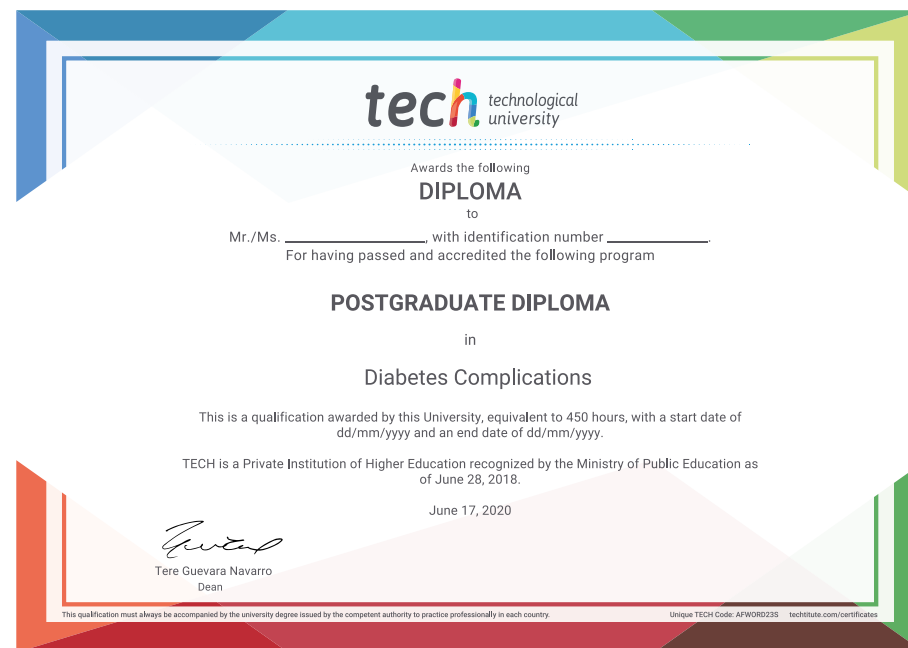 tech technological
university
Awards the following
DIPLOMA
to
Mr./Ms. ____________________, with identification number _______________.
For having passed and accredited the following program
POSTGRADUATE DIPLOMA
in
Diabetes Complications
This is a qualification awarded by this University, equivalent to 450 hours, with a start date of
dd/mm/yyyy and an end date of dd/mm/yyyy.
TECH is a Private Institution of Higher Education recognized by the Ministry of Public Education as
of June 28, 2018.
June 17, 2020
Tere Guevara Navarro
Dean
This qualification must always be accompanied by the university degree issued by the competent authority to practice professionally in each country. Unique TECH Code: AFWORD23S techtitute.com/certificates